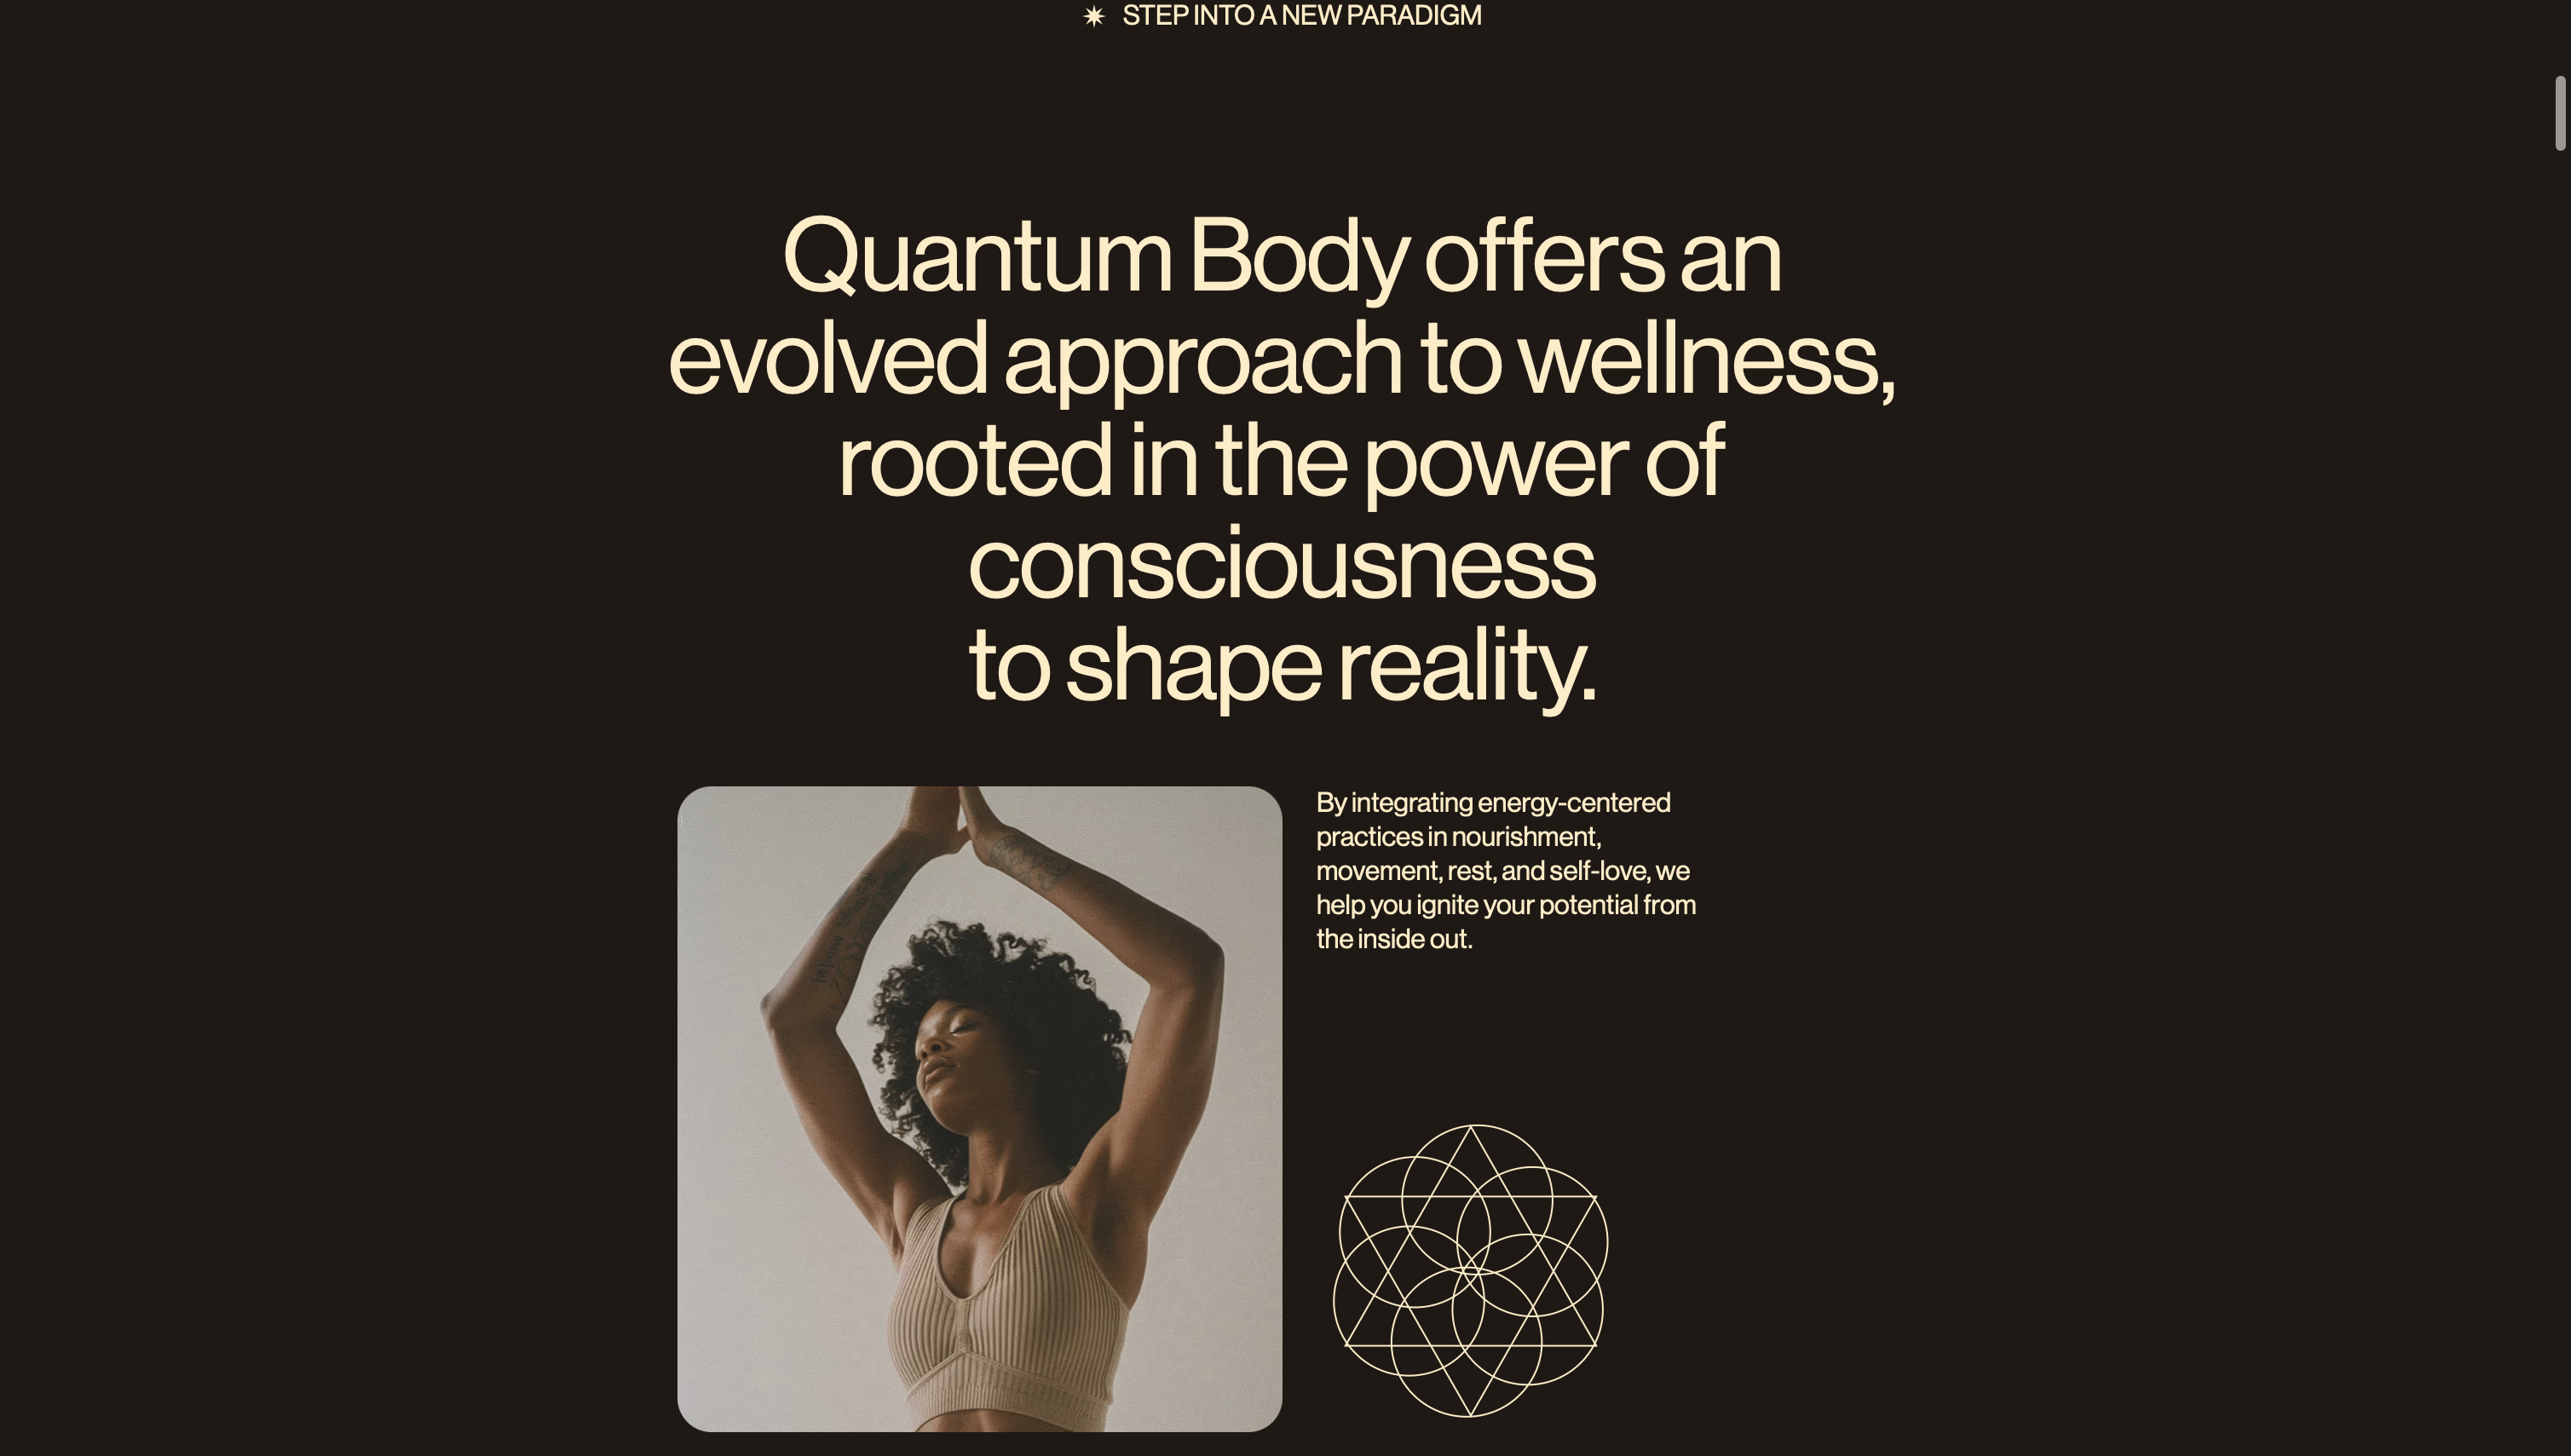 STEP INTO A NEW PARADIGM
Quantum Body offers an
evolved approach to wellness,
rooted in the power of
consciousness
to shape reality.
By integrating energy-centered
practices in nourishment,
movement, rest, and self-love, we
help you ignite your potential from
the inside out.